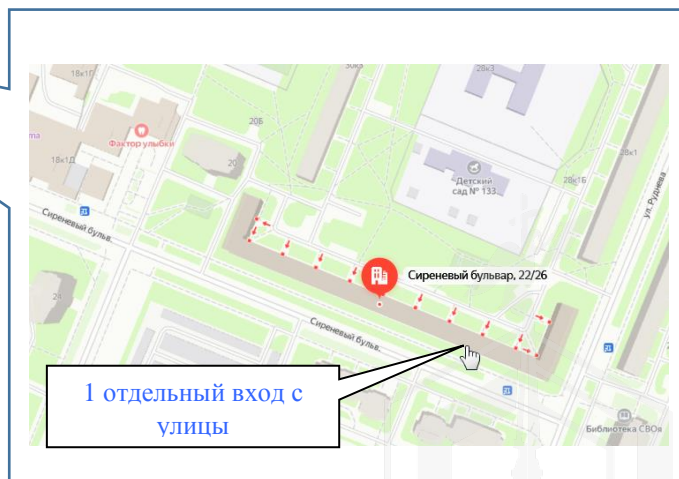 18к1Г
30к3
28к3
20Б
Фактор улыбки
20
28к1
18к1Д
Детский
сад № 133
28к1Б
ул. Руднева
Сиреневый бульв.
Сиреневый бульвар, 22/26
24
Сиреневый бульв.
1 отдельный вход с
улицы
Библиотека СВОя